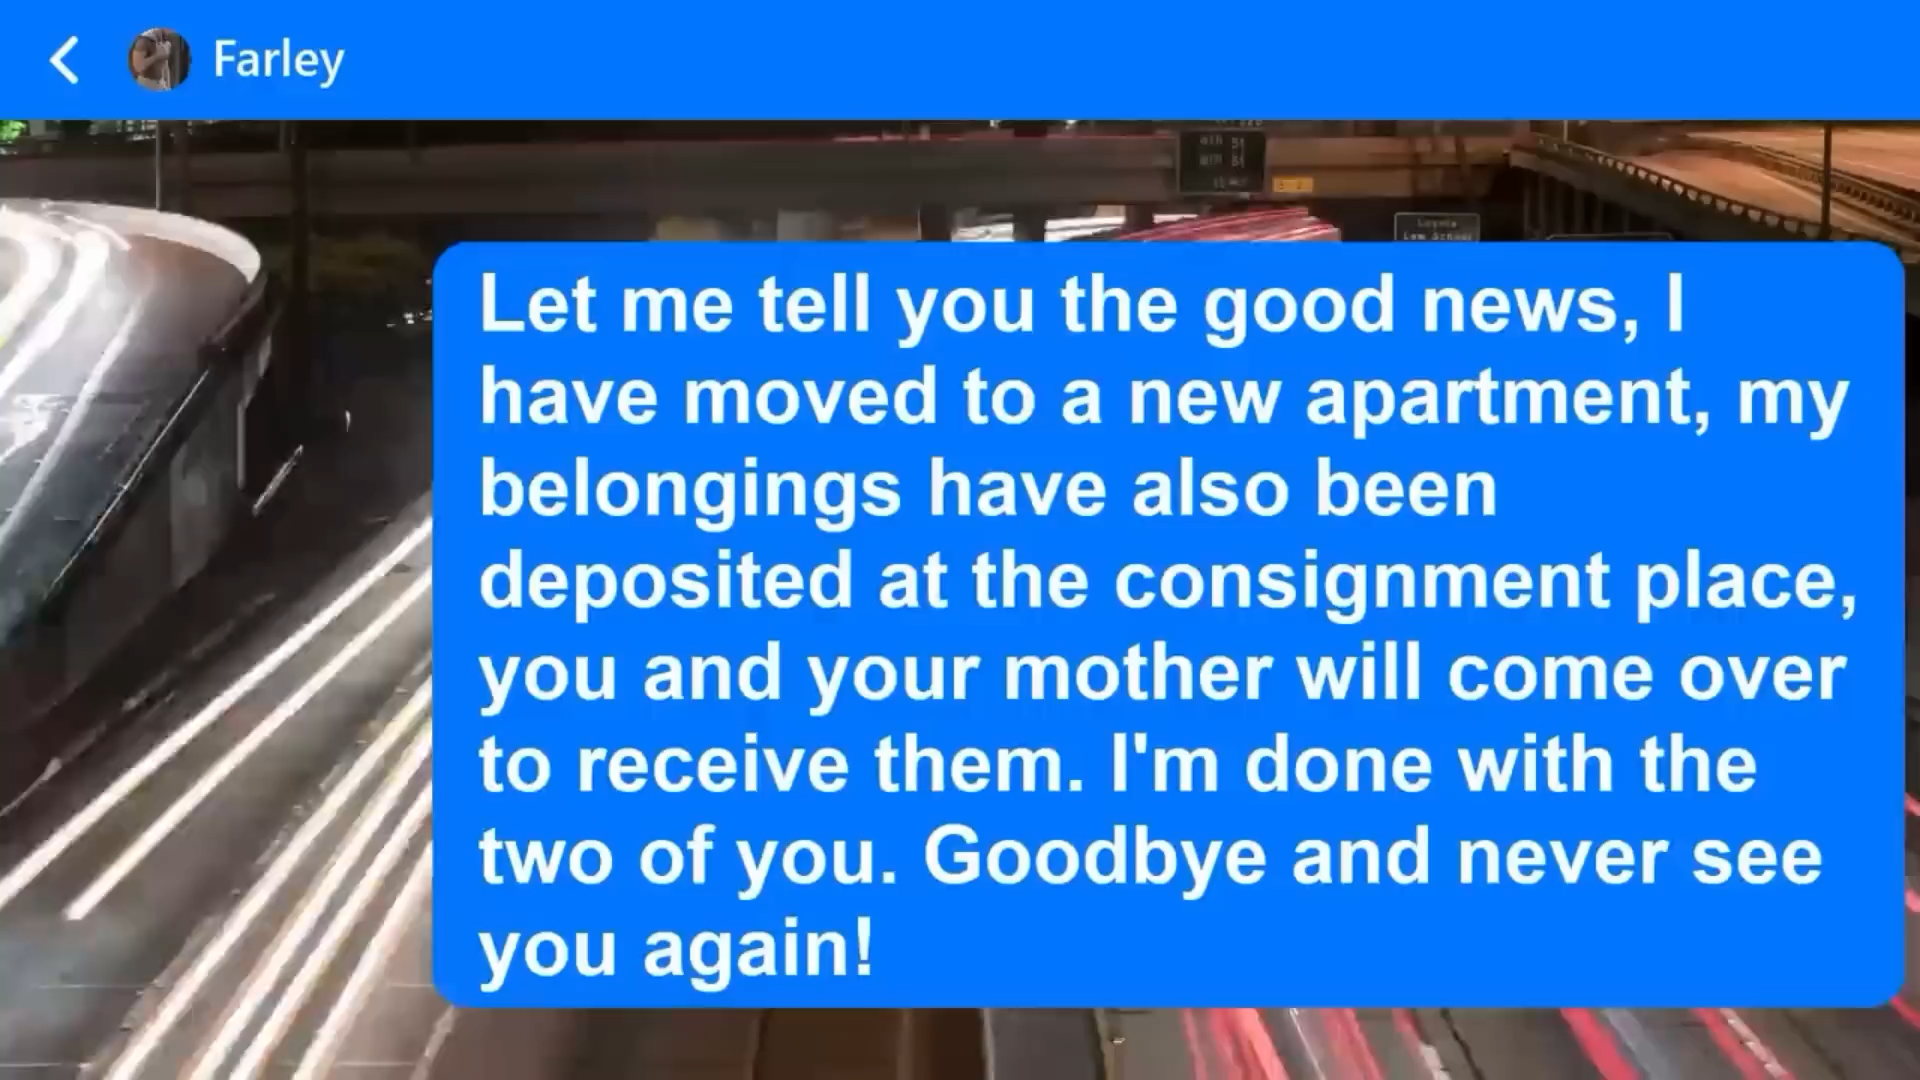 Farley
Let me tell you the good news, I
have moved to a new apartment, my
belongings have also been
deposited at the consignment place,
you and your mother will come over
to receive them. I'm done with the
two of you. Goodbye and never see
you again!